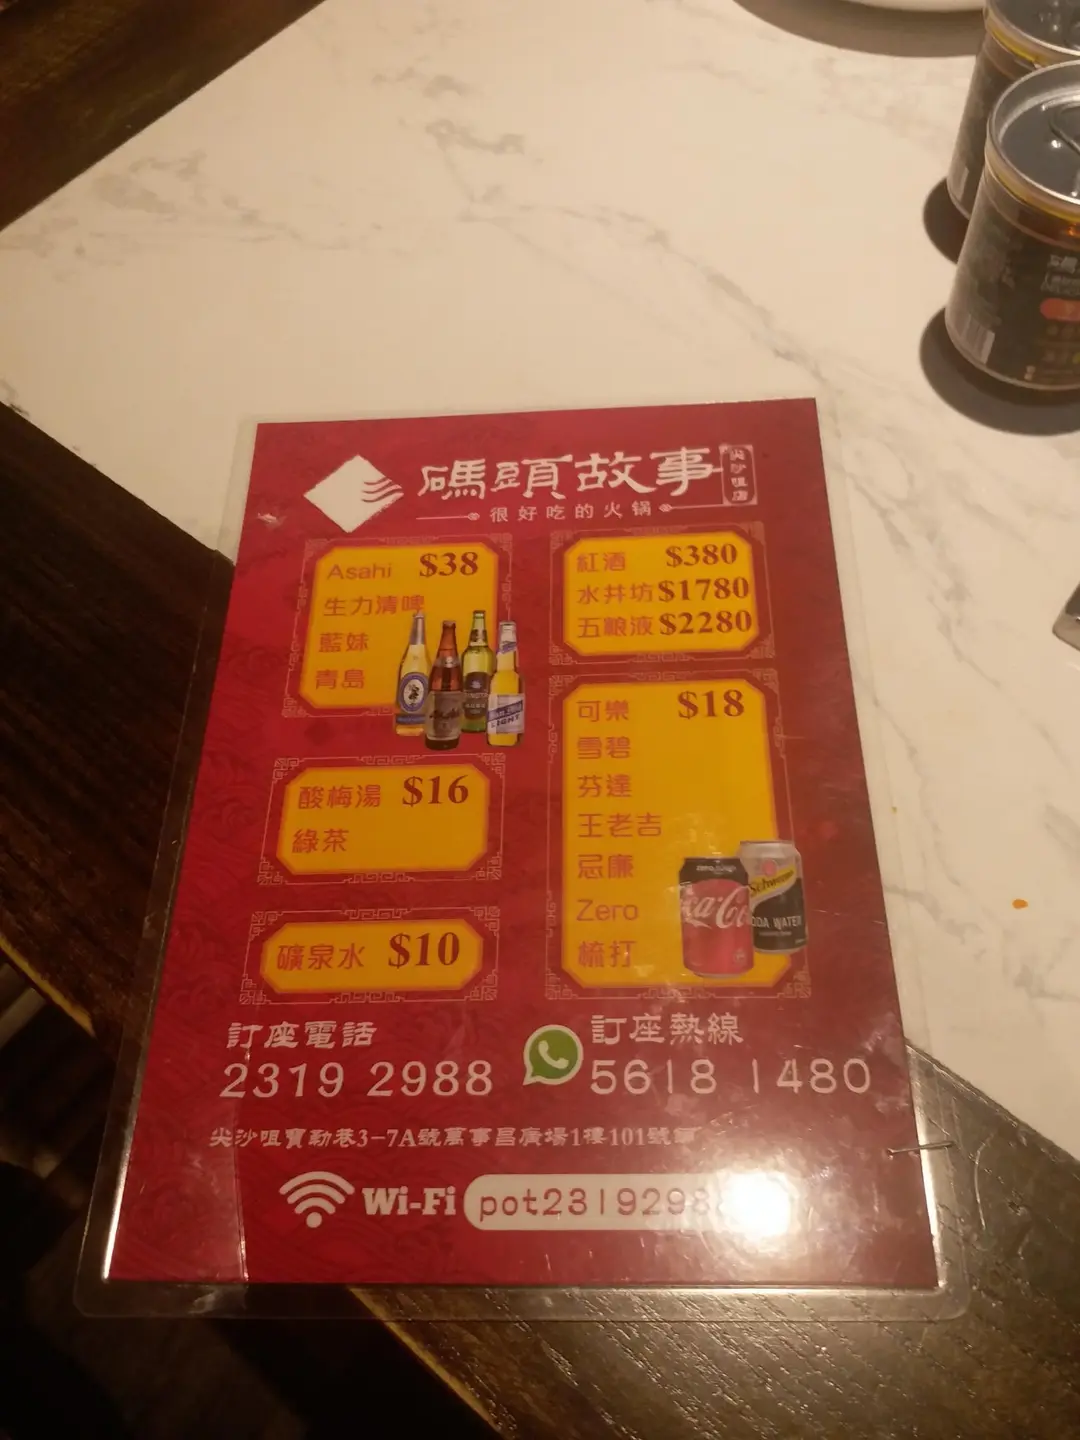 碼頭故事
尖沙咀店
很好吃的火锅
Asahi $38
生力清啤
藍妹
青島
紅酒 $380
水井坊 $1780
五粮液 $2280
酸梅湯 $16
綠茶
礦泉水 $10
可樂 $18
雪碧
芬達
王老吉
忌廉
Zero
梳打
Schweppes
SODA WATER
LIGHT
訂座電話
2319 2988
訂座熱線
5618 1480
尖沙咀寶勒巷3-7A號萬事昌廣場1樓101號舖
Wi-Fi